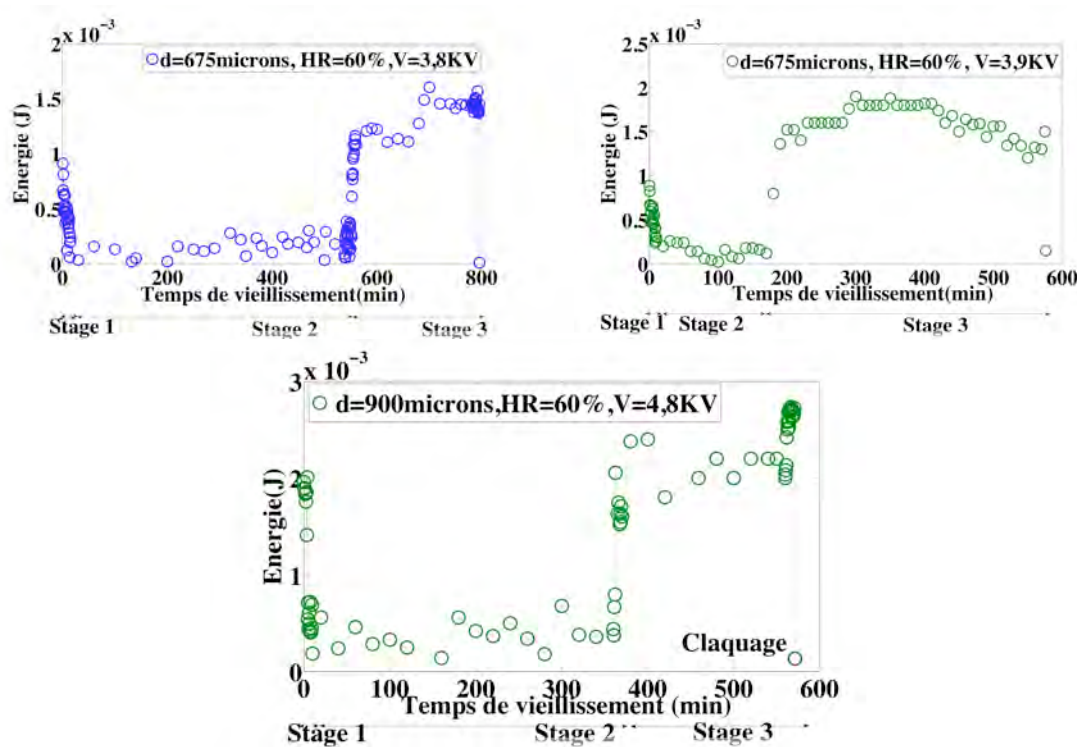 x 10⁻³
2
1.5
1
0.5
0
Energie (J)
d=675microns, HR=60%,V=3,8KV
0 200 400 600 800
Temps de vieillissement(min)
Stage 1 Stage 2 Stage 3
x 10⁻³
2.5
2
1.5
1
0.5
0
Energie (J)
d=675microns, HR=60%,V=3,9KV
0 100 200 300 400 500 600
Temps de vieillissement(min)
Stage 1 Stage 2 Stage 3
x 10⁻³
3
2
1
0
Energie(J)
d=900microns,HR=60%,V=4,8KV
Claquage
0 100 200 300 400 500 600
Temps de vieillissement (min)
Stage 1 Stage 2 Stage 3